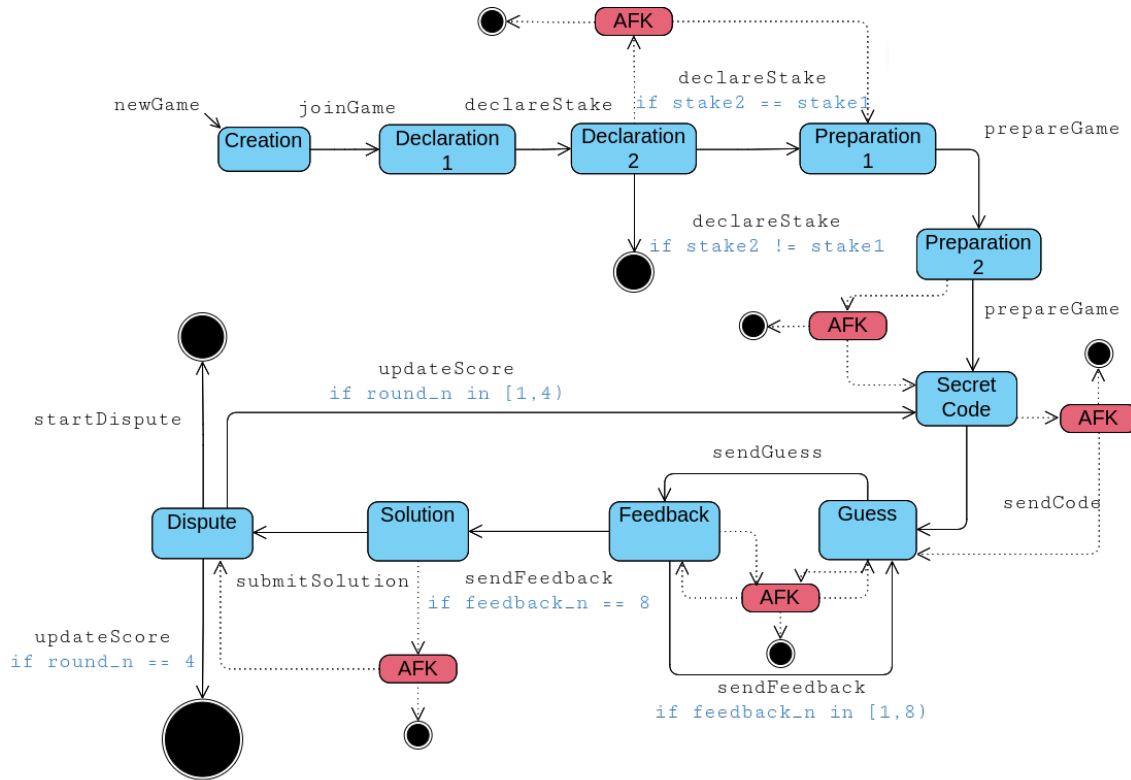 AFK
declareStake
if stake2 == stake1
newGame
joinGame
declareStake
prepareGame
Creation
Declaration
1
Declaration
2
Preparation
1
declareStake
if stake2 != stake1
Preparation
2
prepareGame
AFK
updateScore
if round_n in [1,4)
Secret
Code
AFK
startDispute
sendGuess
sendCode
Dispute
Solution
Feedback
Guess
submitSolution
sendFeedback
if feedback_n == 8
AFK
updateScore
if round_n == 4
AFK
sendFeedback
if feedback_n in [1,8)